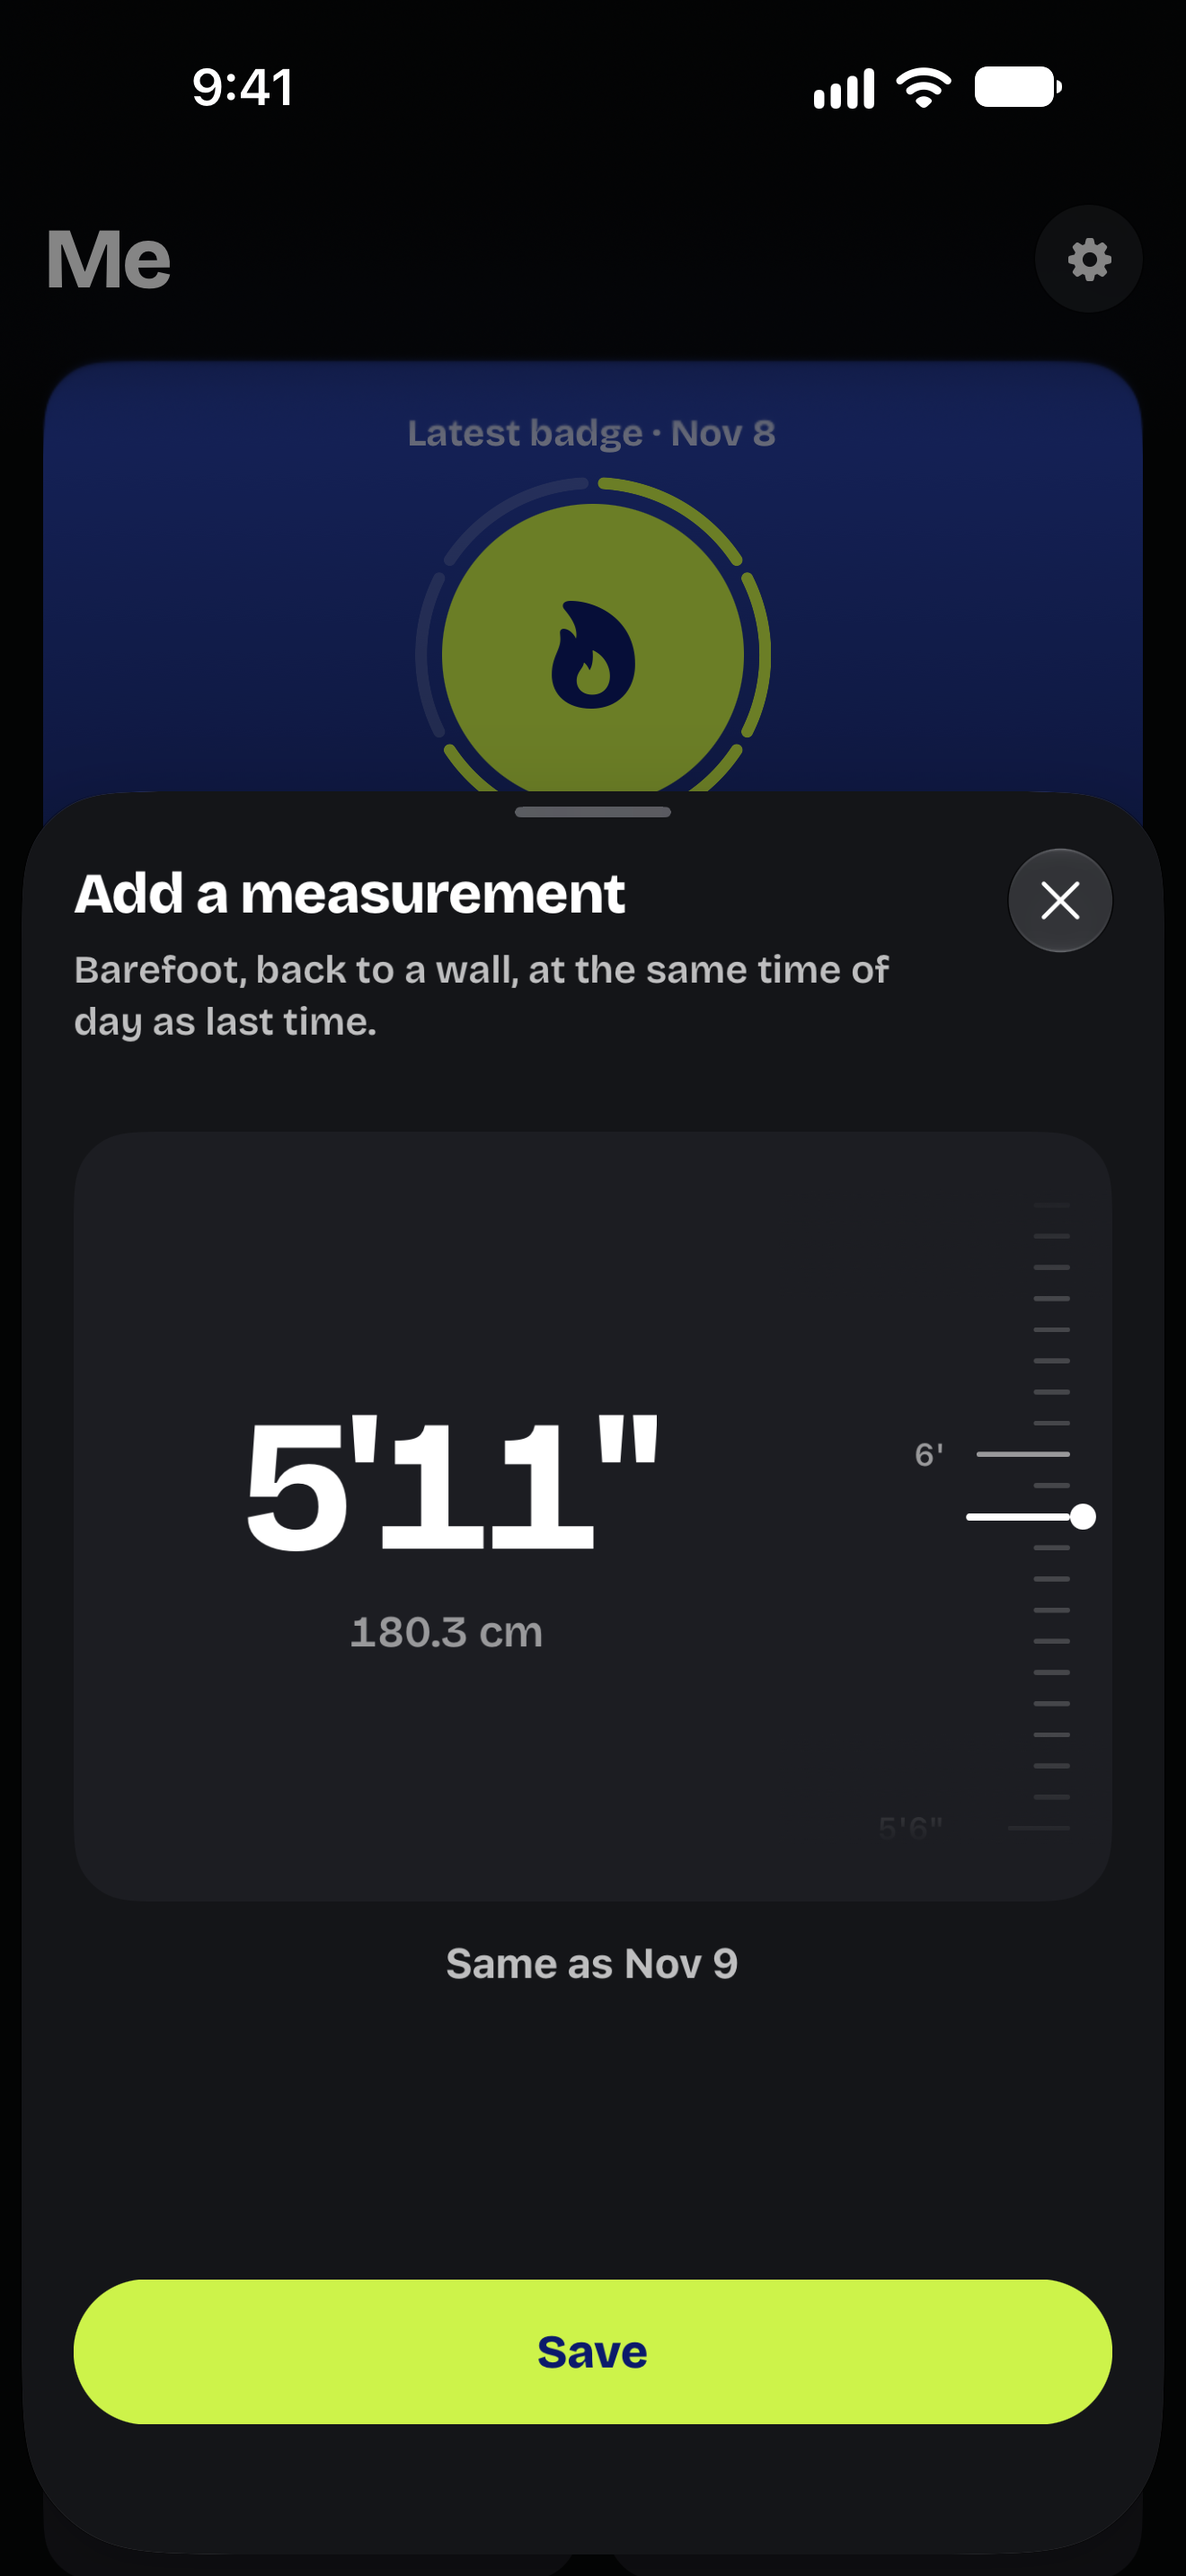 9:41
Me
Latest badge · Nov 8
Add a measurement
Barefoot, back to a wall, at the same time of
day as last time.
6'
5'11"
180.3 cm
5'6"
Same as Nov 9
Save